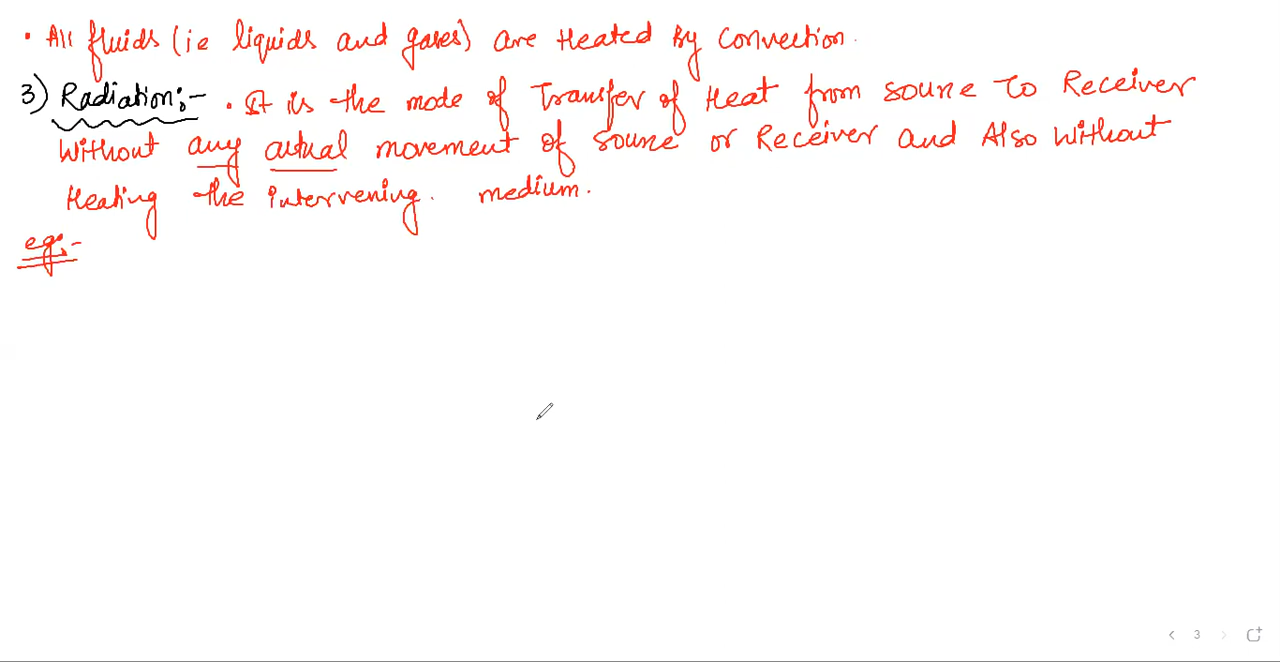 • All fluids (ie liquids and gases) are Heated By Convection.
3) Radiation:- • It is the mode of Transfer of Heat from source To Receiver
Without any actual movement of source or Receiver and Also Without
Heating the intervening. medium.
eg:-
< 3 >